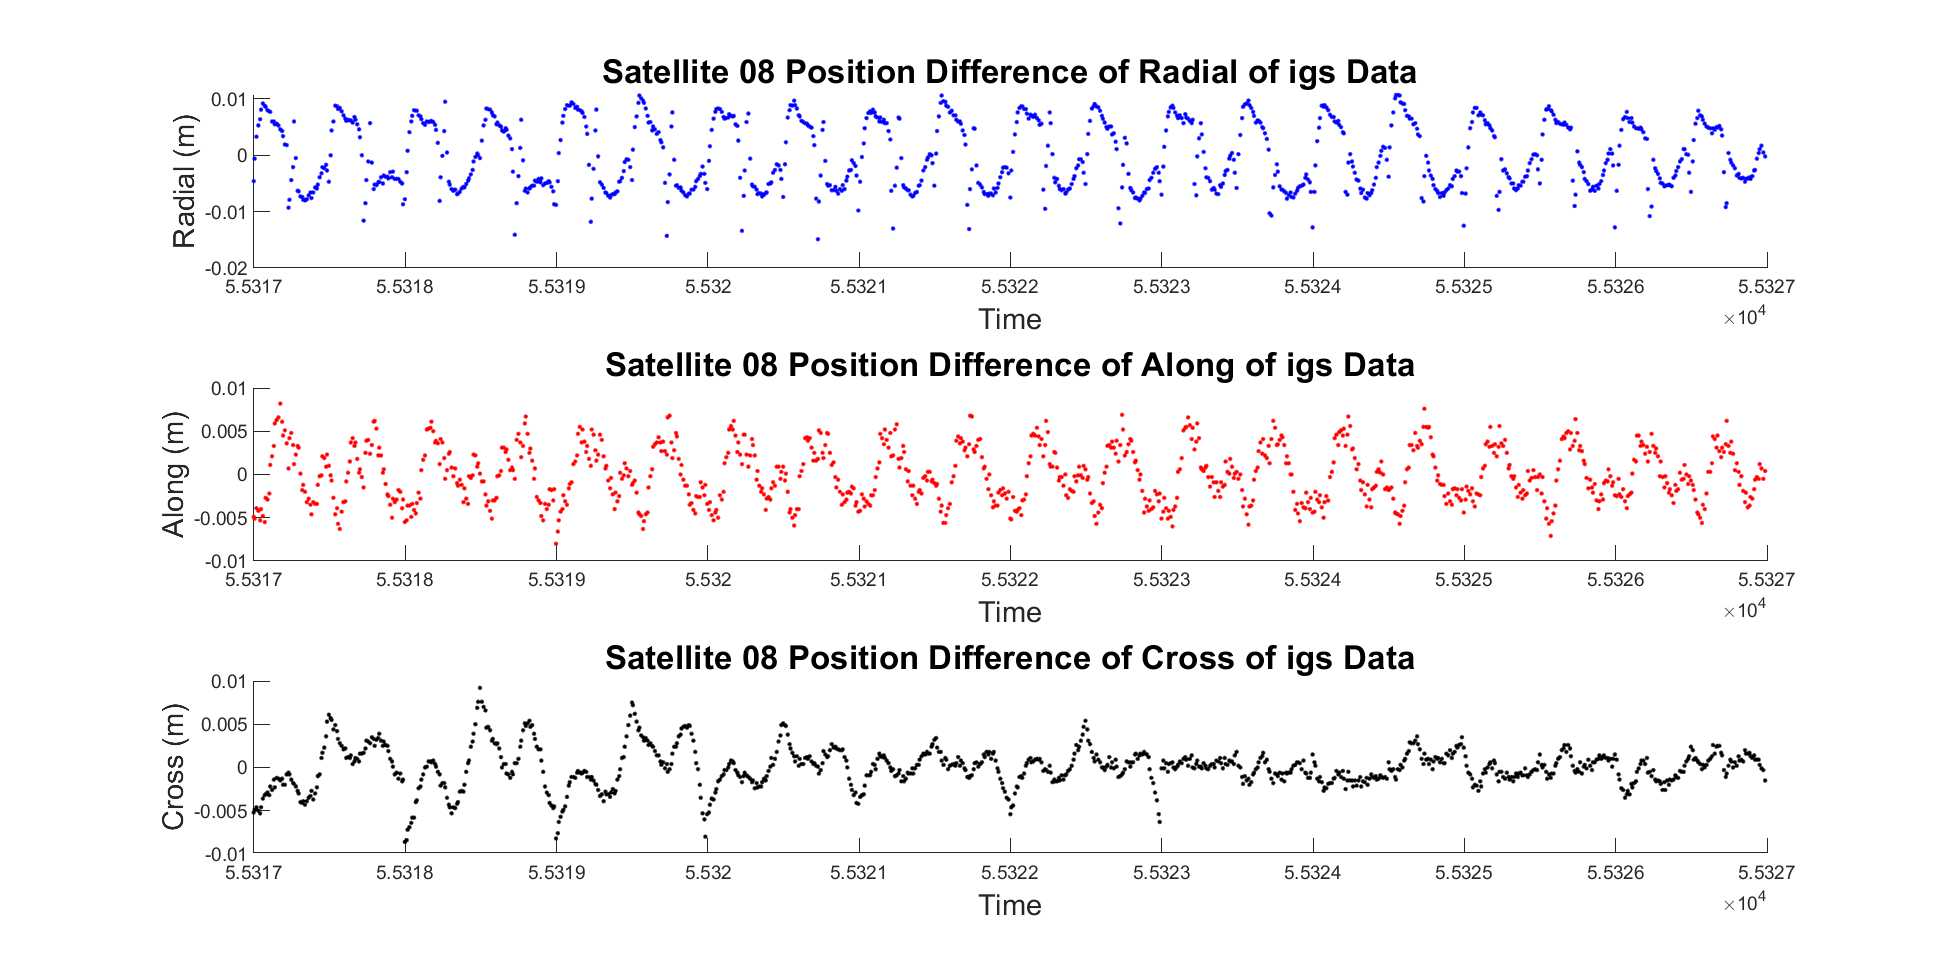 Satellite 08 Position Difference of Radial of igs Data
Radial (m)
0.01
0
-0.01
-0.02
5.5317 5.5318 5.5319 5.532 5.5321 5.5322 5.5323 5.5324 5.5325 5.5326 5.5327
Time
×10^4
Satellite 08 Position Difference of Along of igs Data
Along (m)
0.01
0.005
0
-0.005
-0.01
5.5317 5.5318 5.5319 5.532 5.5321 5.5322 5.5323 5.5324 5.5325 5.5326 5.5327
Time
×10^4
Satellite 08 Position Difference of Cross of igs Data
Cross (m)
0.01
0.005
0
-0.005
-0.01
5.5317 5.5318 5.5319 5.532 5.5321 5.5322 5.5323 5.5324 5.5325 5.5326 5.5327
Time
×10^4